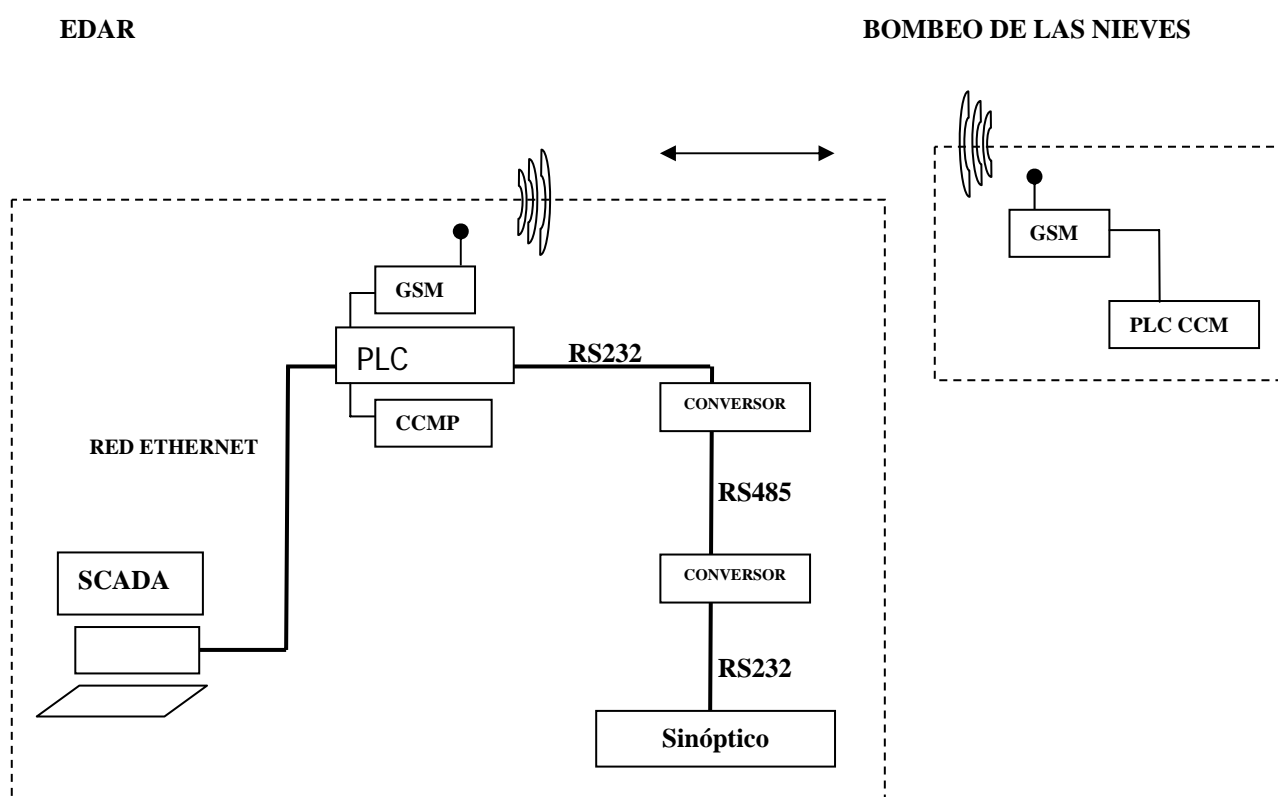 EDAR
BOMBEO DE LAS NIEVES
GSM
GSM
PLC CCM
PLC
RS232
CONVERSOR
CCMP
RED ETHERNET
RS485
SCADA
CONVERSOR
RS232
Sinóptico